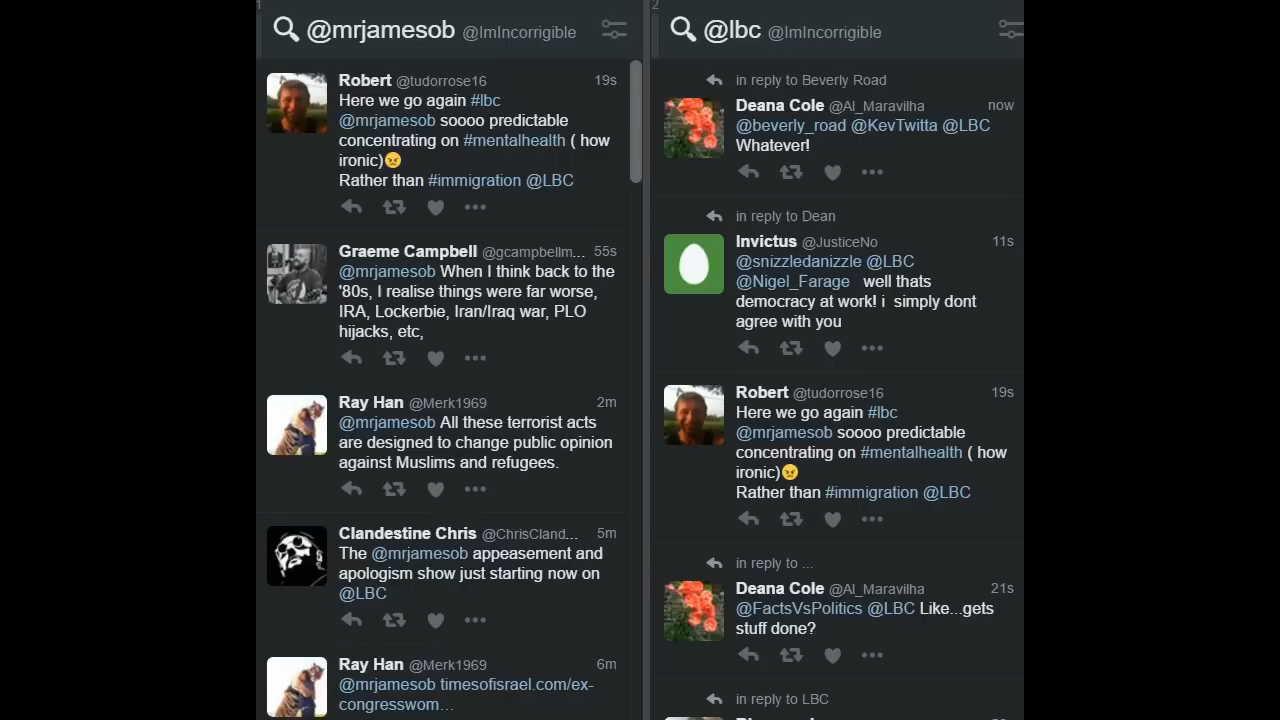 1
@mrjamesob @ImIncorrigible
Robert @tudorrose16 19s
Here we go again #lbc
@mrjamesob soooo predictable
concentrating on #mentalhealth ( how
ironic)😠
Rather than #immigration @LBC
Graeme Campbell @gcampbellm... 55s
@mrjamesob When I think back to the
'80s, I realise things were far worse,
IRA, Lockerbie, Iran/Iraq war, PLO
hijacks, etc,
Ray Han @Merk1969 2m
@mrjamesob All these terrorist acts
are designed to change public opinion
against Muslims and refugees.
Clandestine Chris @ChrisCland... 5m
The @mrjamesob appeasement and
apologism show just starting now on
@LBC
Ray Han @Merk1969 6m
@mrjamesob timesofisrael.com/ex-
congresswom...
2
@lbc @ImIncorrigible
in reply to Beverly Road
Deana Cole @Al_Maravilha now
@beverly_road @KevTwitta @LBC
Whatever!
in reply to Dean
Invictus @JusticeNo 11s
@snizzledanizzle @LBC
@Nigel_Farage well thats
democracy at work! i simply dont
agree with you
Robert @tudorrose16 19s
Here we go again #lbc
@mrjamesob soooo predictable
concentrating on #mentalhealth ( how
ironic)😠
Rather than #immigration @LBC
in reply to ...
Deana Cole @Al_Maravilha 21s
@FactsVsPolitics @LBC Like...gets
stuff done?
in reply to LBC